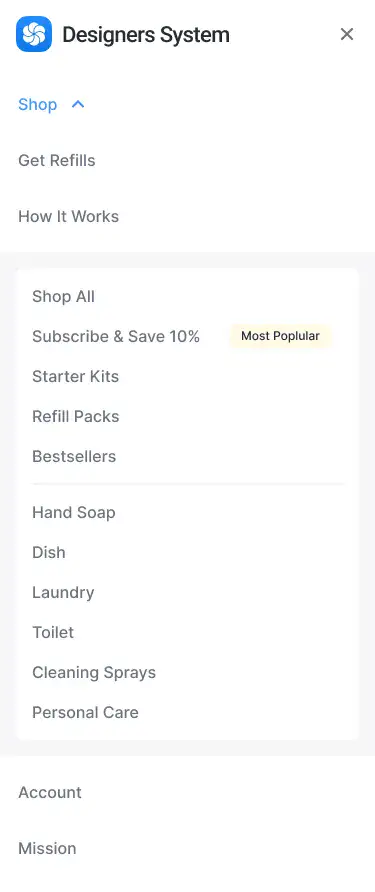 Designers System
Shop
Get Refills
How It Works
Shop All
Subscribe & Save 10% Most Poplular
Starter Kits
Refill Packs
Bestsellers
Hand Soap
Dish
Laundry
Toilet
Cleaning Sprays
Personal Care
Account
Mission